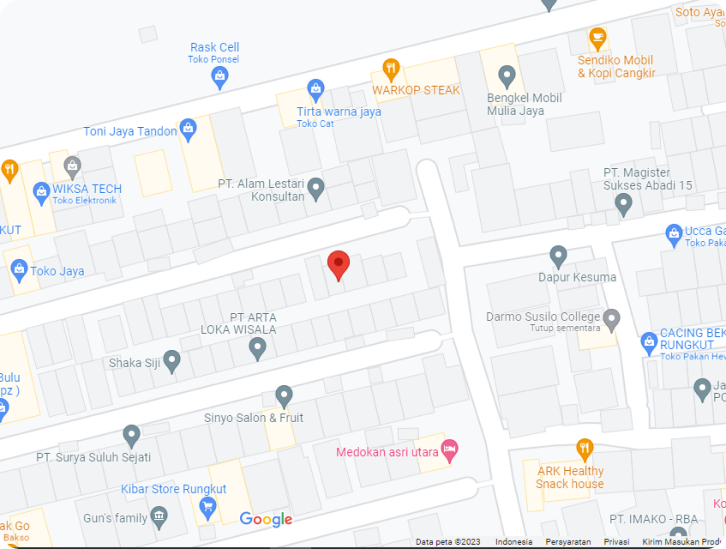 Soto Aya
So
Rask Cell
Toko Ponsel
Sendiko Mobil
& Kopi Cangkir
WARKOP STEAK
Bengkel Mobil
Mulia Jaya
Tirta warna jaya
Toko Cat
Toni Jaya Tandon
PT. Magister
Sukses Abadi 15
PT. Alam Lestari
Konsultan
WIKSA TECH
Toko Elektronik
KUT
Ucca Ga
Toko Paka
Toko Jaya
Dapur Kesuma
PT ARTA
LOKA WISALA
Darmo Susilo College
Tutup sementara
CACING BEK
RUNGKUT
Toko Pakan Hew
Shaka Siji
Bulu
pz )
Ja
PO
Sinyo Salon & Fruit
PT. Surya Suluh Sejati
Medokan asri utara
ARK Healthy
Snack house
Kibar Store Rungkut
Ko
Gun's family
Google
PT. IMAKO - RBA
ak Go
Bakso
Data peta ©2023 Indonesia Persyaratan Privasi Kirim Masukan Prod